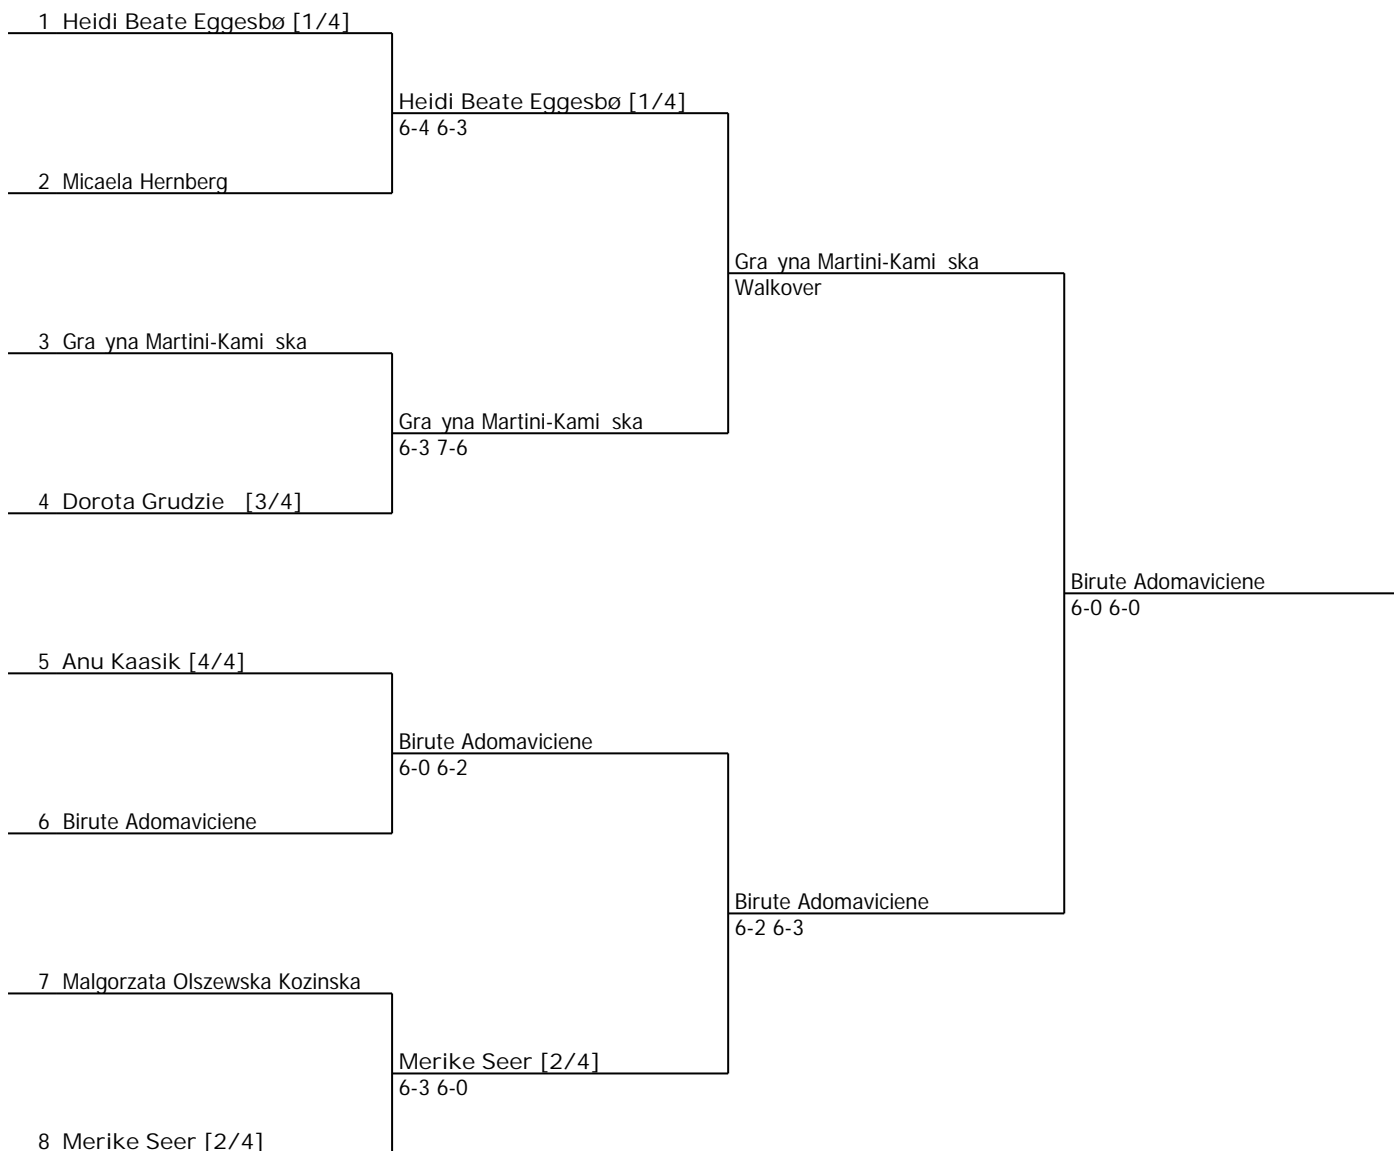 1 Heidi Beate Eggesbø [1/4]
Heidi Beate Eggesbø [1/4]
6-4 6-3
2 Micaela Hernberg
Gra yna Martini-Kami ska
Walkover
3 Gra yna Martini-Kami ska
Gra yna Martini-Kami ska
6-3 7-6
4 Dorota Grudzie [3/4]
Birute Adomaviciene
6-0 6-0
5 Anu Kaasik [4/4]
Birute Adomaviciene
6-0 6-2
6 Birute Adomaviciene
Birute Adomaviciene
6-2 6-3
7 Malgorzata Olszewska Kozinska
Merike Seer [2/4]
6-3 6-0
8 Merike Seer [2/4]